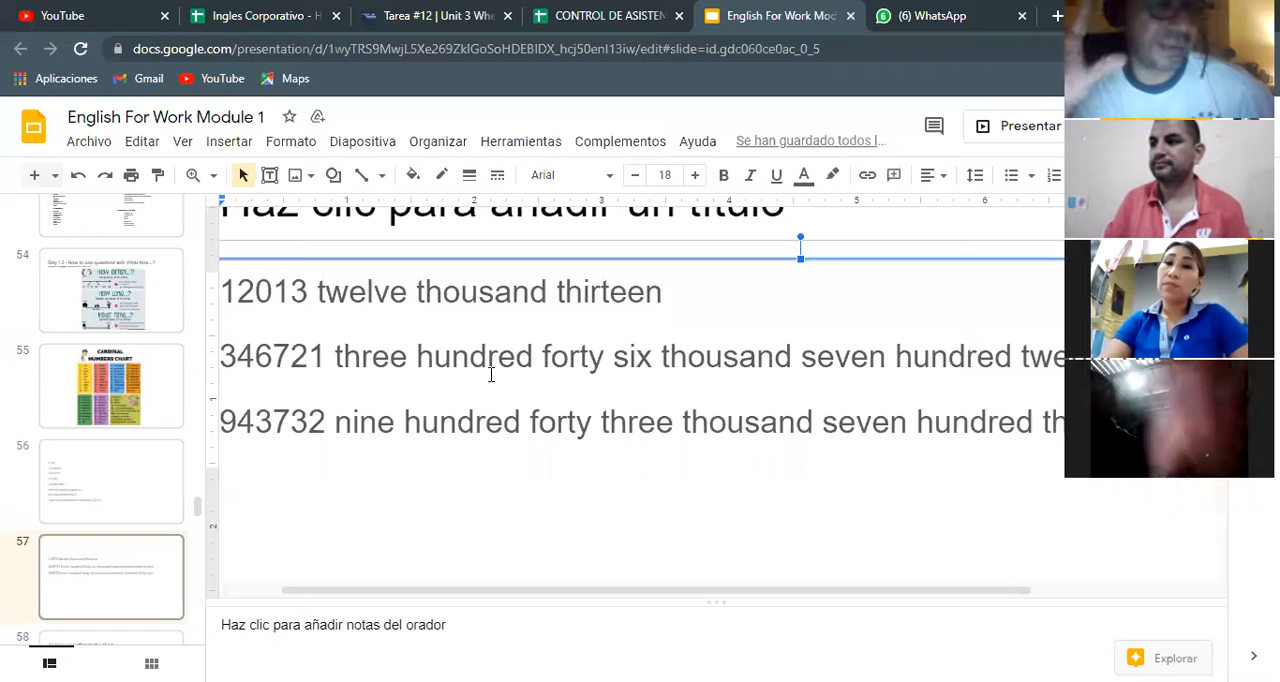 YouTube
Ingles Corporativo - H
Tarea #12 | Unit 3 Whe
CONTROL DE ASISTEN
English For Work Mod
(6) WhatsApp
docs.google.com/presentation/d/1wyTRS9MwjL5Xe269ZklGoSoHDEBIDX_hcj50enI13iw/edit#slide=id.gdc060ce0ac_0_5
Aplicaciones
Gmail
YouTube
Maps
English For Work Module 1
Archivo
Editar
Ver
Insertar
Formato
Diapositiva
Organizar
Herramientas
Complementos
Ayuda
Se han guardado todos l...
Presentar
Arial
18
Haz clic para añadir un título
12013 twelve thousand thirteen
346721 three hundred forty six thousand seven hundred twe
943732 nine hundred forty three thousand seven hundred th
54
55
CARDINAL
NUMBERS CHART
56
57
58
Haz clic para añadir notas del orador
Explorar